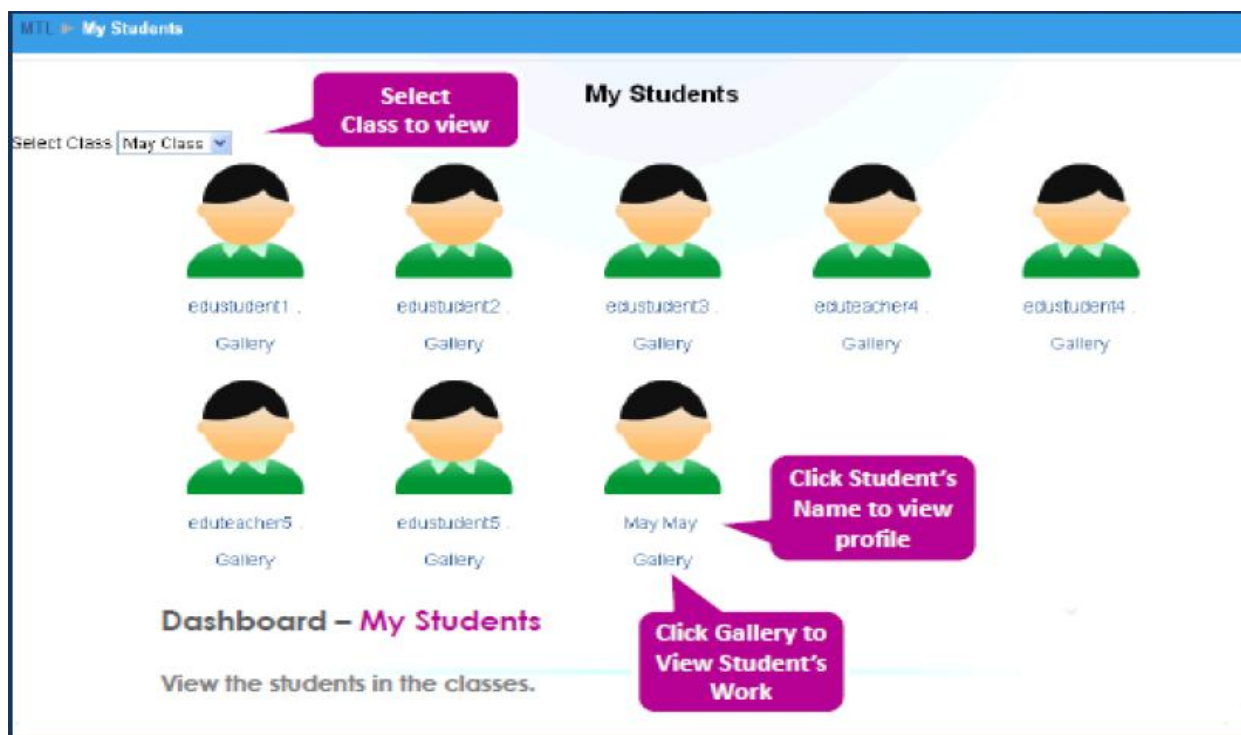 MTL ► My Students
My Students
Select
Class to view
Select Class May Class
edustudent1 . edustudent2 . edustudent3 . eduteacher4 . edustudent4 .
Gallery Gallery Gallery Gallery Gallery
eduteacher5 . edustudent5 . May May
Gallery Gallery Gallery
Click Student's
Name to view
profile
Dashboard – My Students
View the students in the classes.
Click Gallery to
View Student's
Work